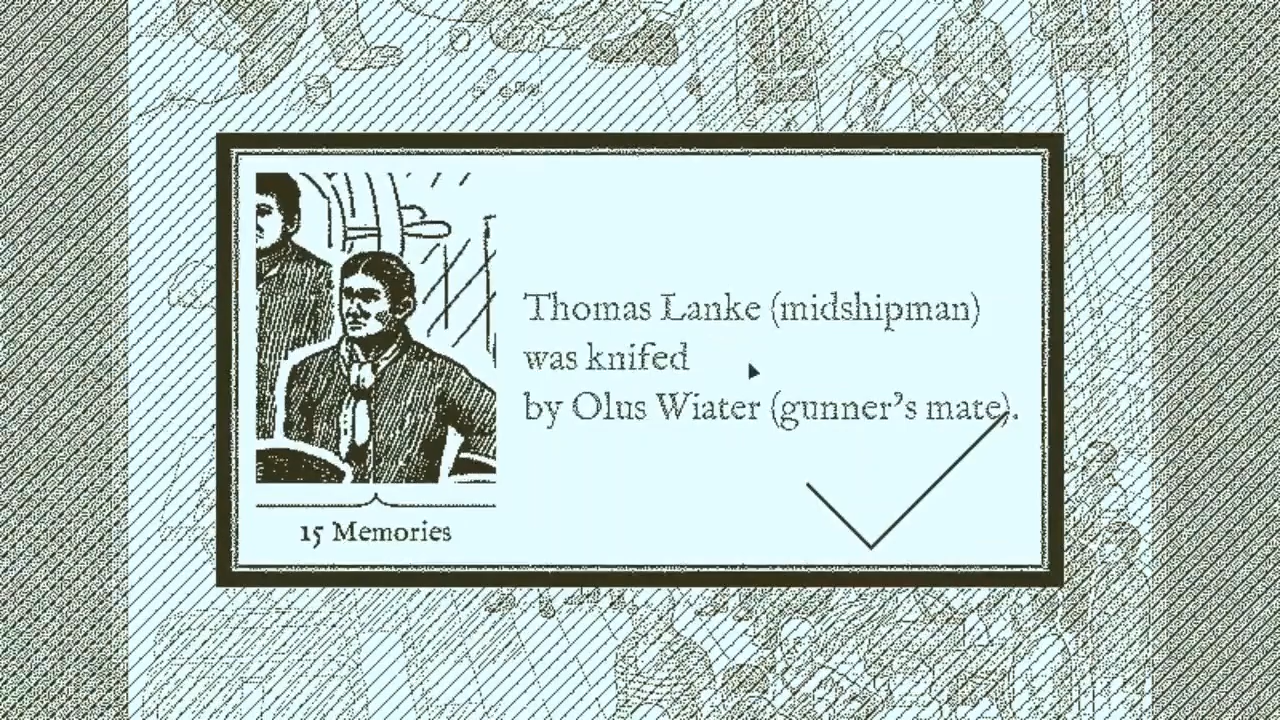 Thomas Lanke (midshipman)
was knifed
by Olus Wiater (gunner's mate).
15 Memories